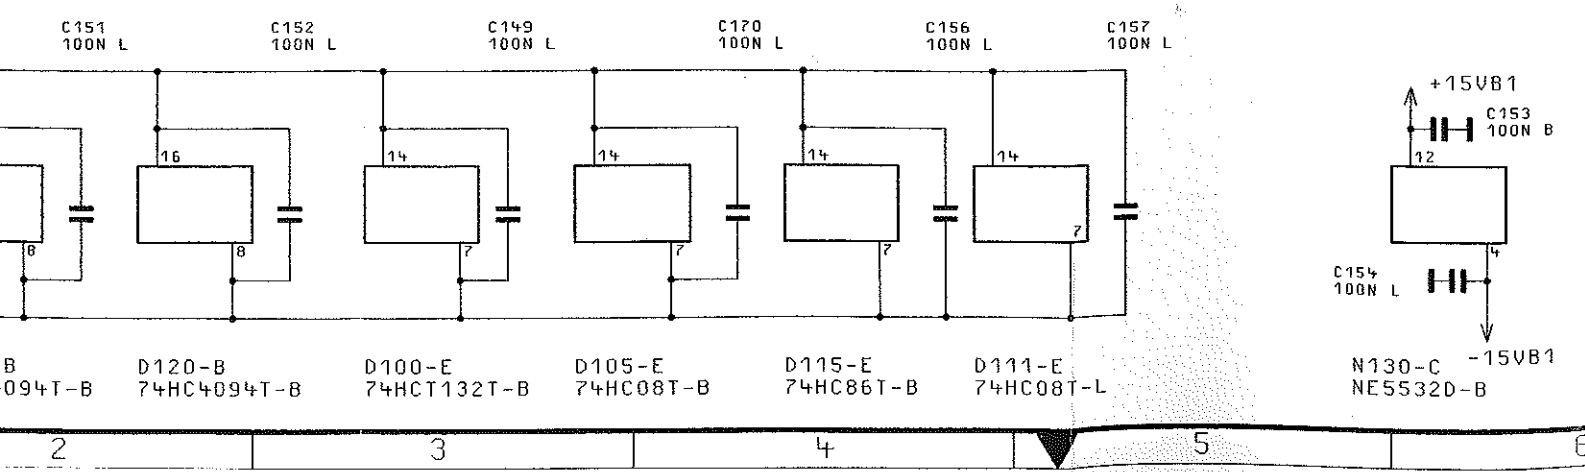 C151
100N L
C152
100N L
C149
100N L
C170
100N L
C156
100N L
C157
100N L
+15VB1
C153
100N B
16
14
14
14
14
12
8
8
7
7
7
7
4
C154
100N L
-15VB1
B
094T-B
D120-B
74HC4094T-B
D100-E
74HCT132T-B
D105-E
74HC08T-B
D115-E
74HC86T-B
D111-E
74HC08T-L
N130-C
NE5532D-B
2
3
4
5